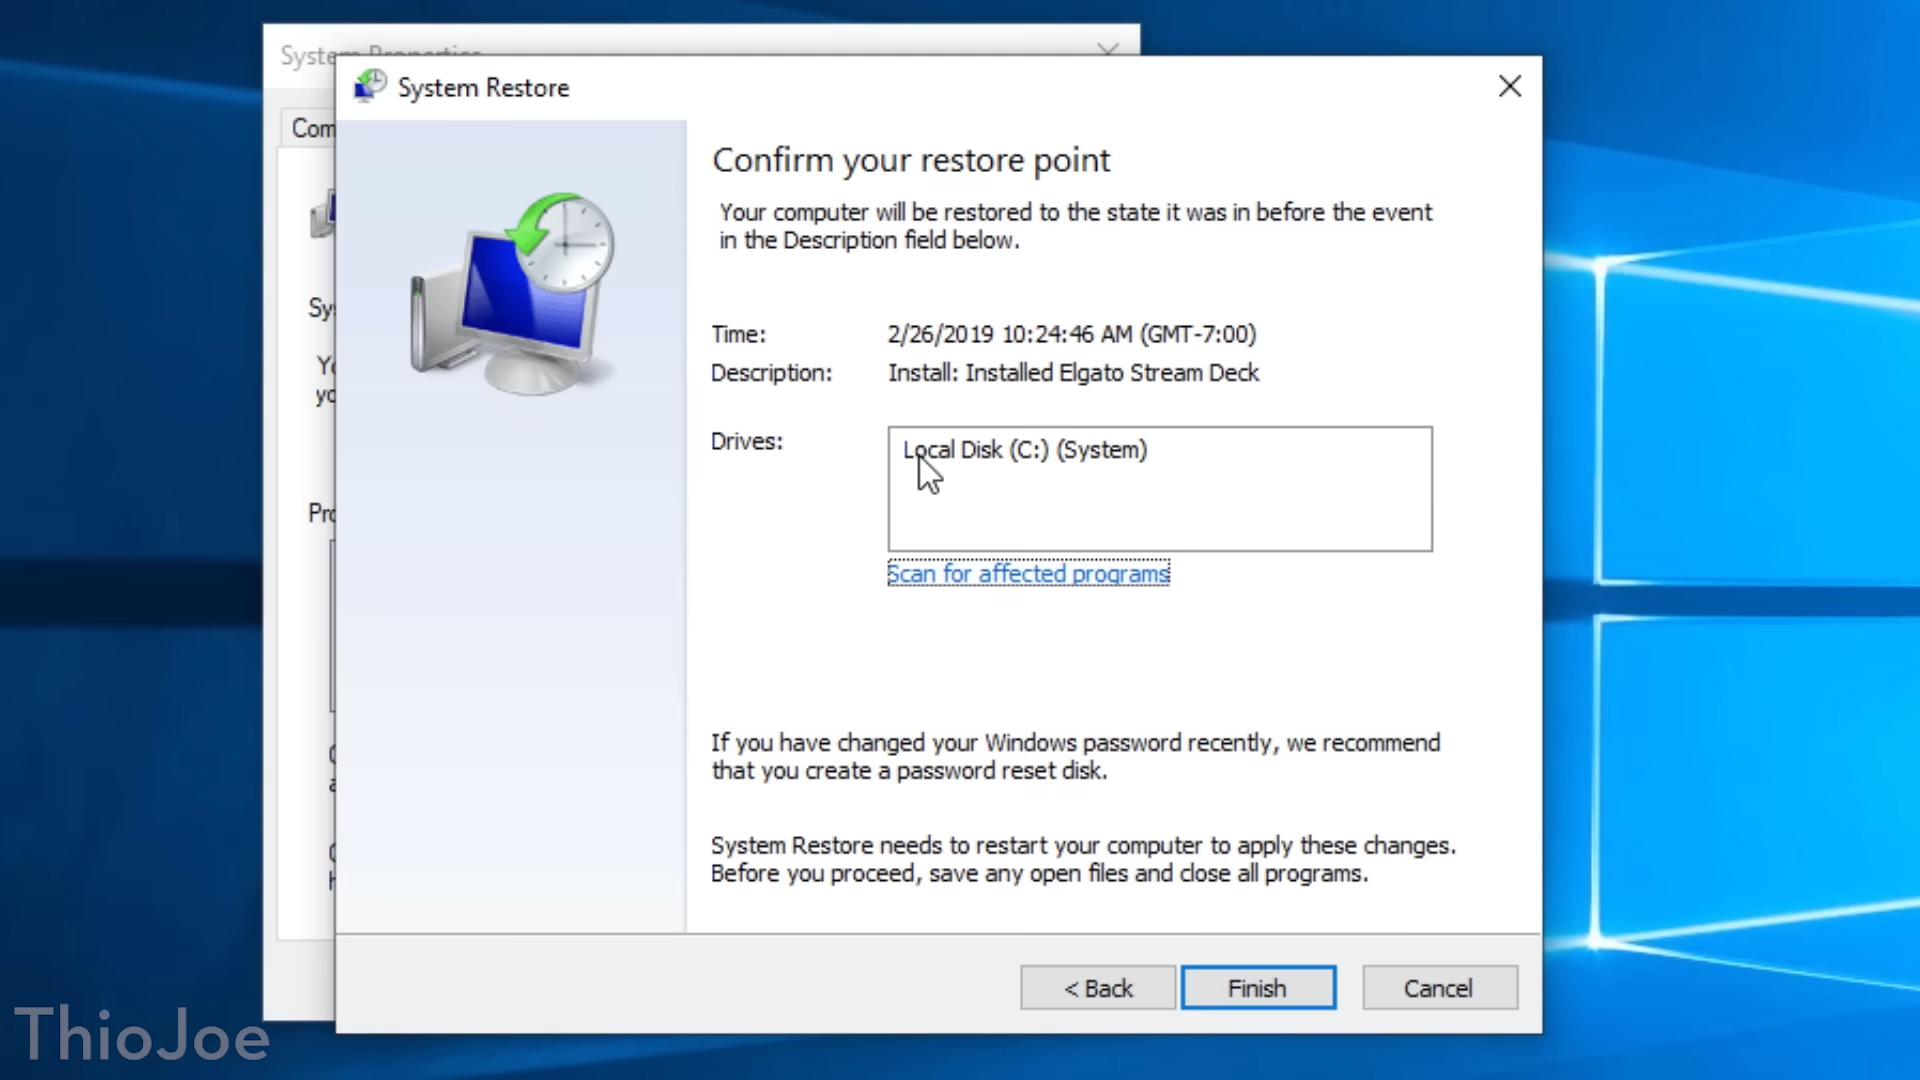 System Properties
System Restore
Com
Confirm your restore point
Your computer will be restored to the state it was in before the event
in the Description field below.
Time: 2/26/2019 10:24:46 AM (GMT-7:00)
Description: Install: Installed Elgato Stream Deck
Drives: Local Disk (C:) (System)
Scan for affected programs
If you have changed your Windows password recently, we recommend
that you create a password reset disk.
System Restore needs to restart your computer to apply these changes.
Before you proceed, save any open files and close all programs.
< Back Finish Cancel
ThioJoe